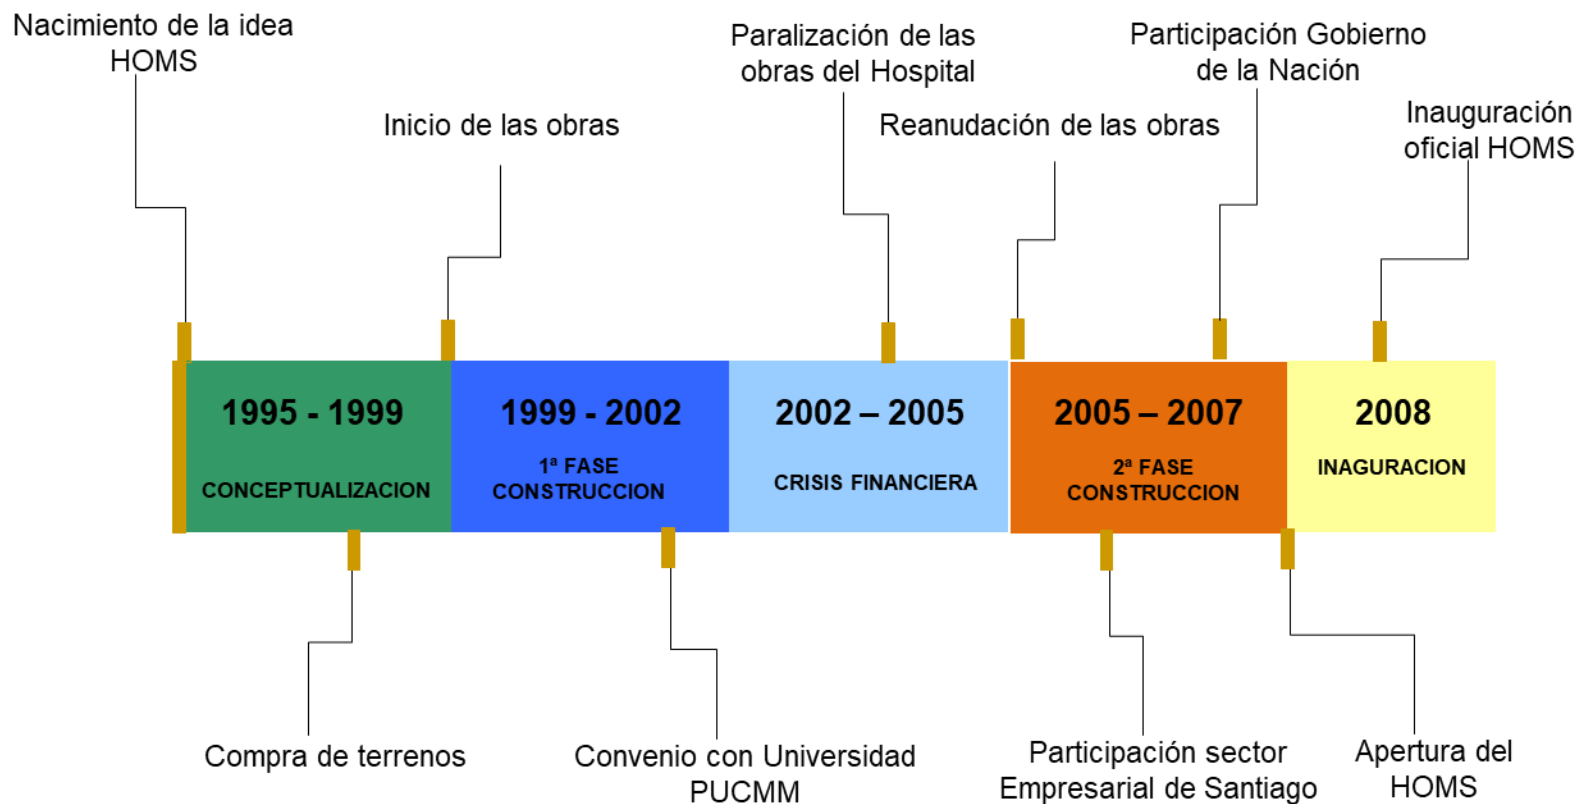 Nacimiento de la idea
HOMS
Inicio de las obras
Paralización de las
obras del Hospital
Reanudación de las obras
Participación Gobierno
de la Nación
Inauguración
oficial HOMS
1995 - 1999
CONCEPTUALIZACION
1999 - 2002
1ª FASE
CONSTRUCCION
2002 – 2005
CRISIS FINANCIERA
2005 – 2007
2ª FASE
CONSTRUCCION
2008
INAGURACION
Compra de terrenos
Convenio con Universidad
PUCMM
Participación sector
Empresarial de Santiago
Apertura del
HOMS